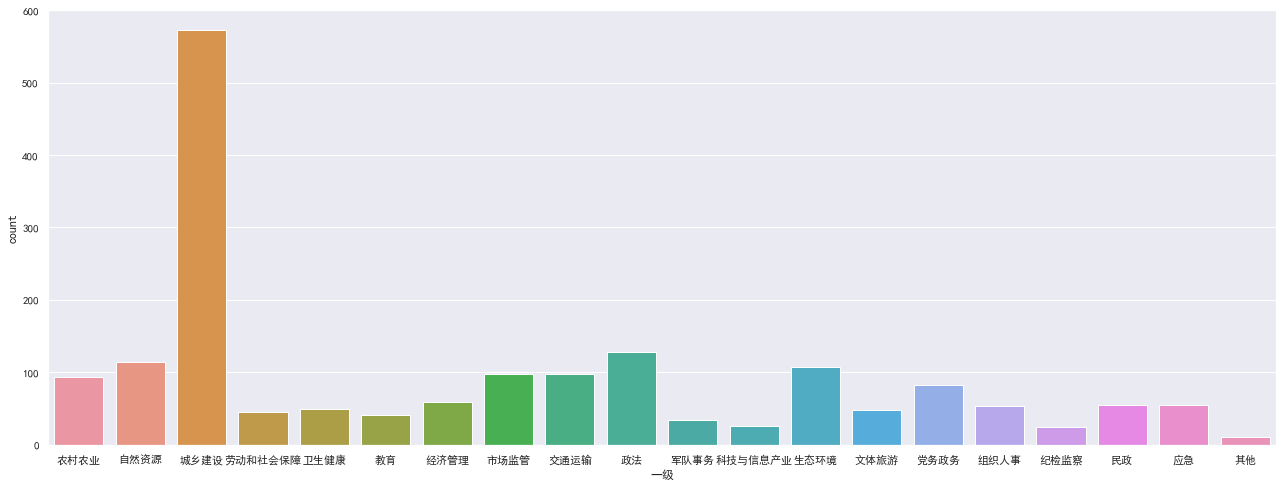 600
500
400
300
200
100
0
count
农村农业 自然资源 城乡建设 劳动和社会保障 卫生健康 教育 经济管理 市场监管 交通运输 政法 军队事务 科技与信息产业 生态环境 文体旅游 党务政务 组织人事 纪检监察 民政 应急 其他
一级